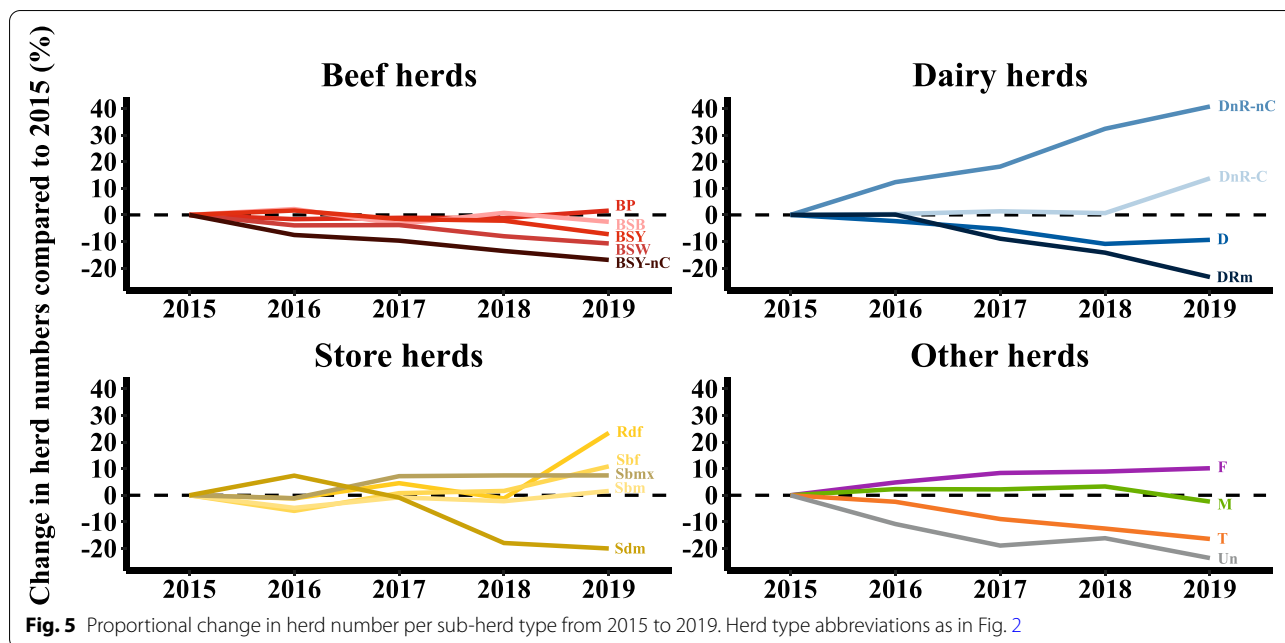 Change in herd numbers compared to 2015 (%)
Beef herds
40
30
20
10
0
-10
-20
BP
BSB
BSY
BSW
BSY-nC
2015 2016 2017 2018 2019
Dairy herds
40
30
20
10
0
-10
-20
DnR-nC
DnR-C
D
DRm
2015 2016 2017 2018 2019
Store herds
40
30
20
10
0
-10
-20
Rdf
Sbf
Sbmx
Sbm
Sdm
2015 2016 2017 2018 2019
Other herds
40
30
20
10
0
-10
-20
F
M
T
Un
2015 2016 2017 2018 2019
Fig. 5 Proportional change in herd number per sub-herd type from 2015 to 2019. Herd type abbreviations as in Fig. 2